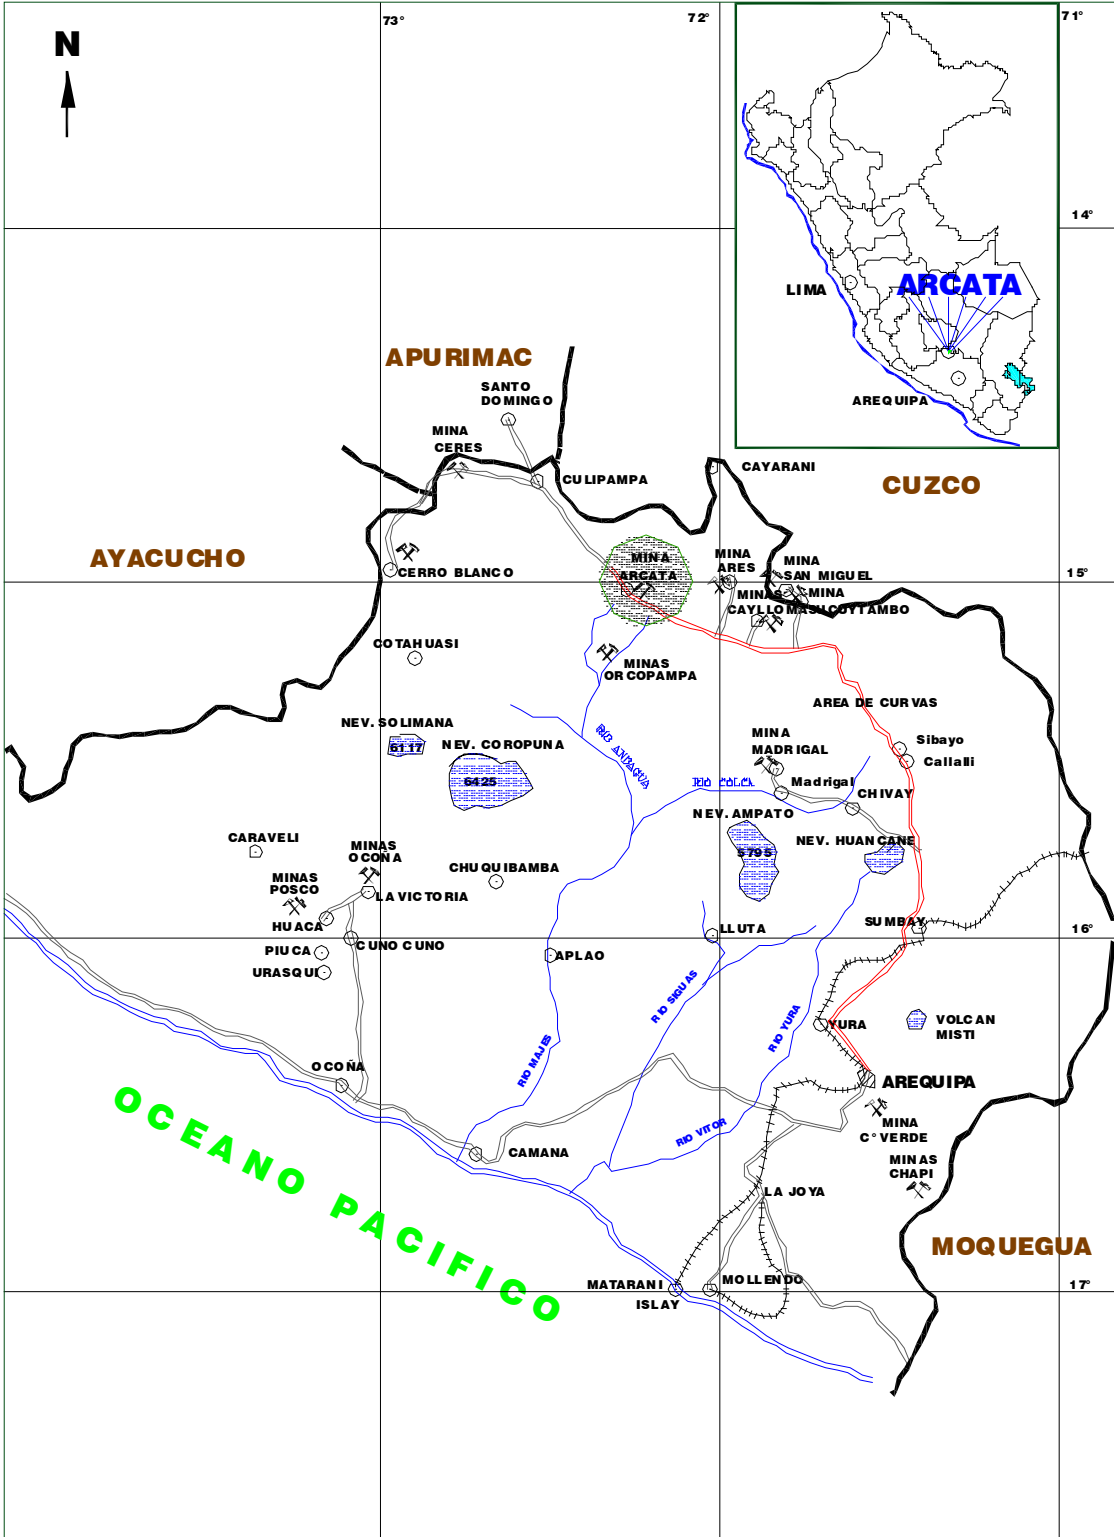 73°
72°
71°
N
14°
LIMA
ARCATA
AREQUIPA
APURIMAC
SANTO
DOMINGO
MINA
CERES
CULIPAMPA
CAYARANI
CUZCO
AYACUCHO
CERRO BLANCO
MINA
ARCATA
MINA
ARES
MINA
SAN MIGUEL
15°
MINAS
CAYLLOMA
MINA
SUCUYTAMBO
COTAHUASI
MINAS
ORCOPAMPA
AREA DE CURVAS
NEV. SOLIMANA
6117
NEV. COROPUNA
6425
RIO ANDAGUA
MINA
MADRIGAL
Sibayo
Callalli
RIO COLCA
Madrigal
CHIVAY
NEV. AMPATO
5795
NEV. HUANCANE
CARAVELI
MINAS
OCOÑA
CHUQUIBAMBA
MINAS
POSCO
LA VICTORIA
HUACA
LLUTA
SUMBAY
16°
CUNO CUNO
PIUCA
APLAO
URASQUI
RIO SIGUAS
RIO YURA
YURA
VOLCAN
MISTI
RIO MAJES
OCOÑA
AREQUIPA
OCEANO PACIFICO
MINA
C° VERDE
RIO VITOR
CAMANA
MINAS
CHAPI
LA JOYA
MOQUEGUA
MATARANI
ISLAY
MOLLENDO
17°